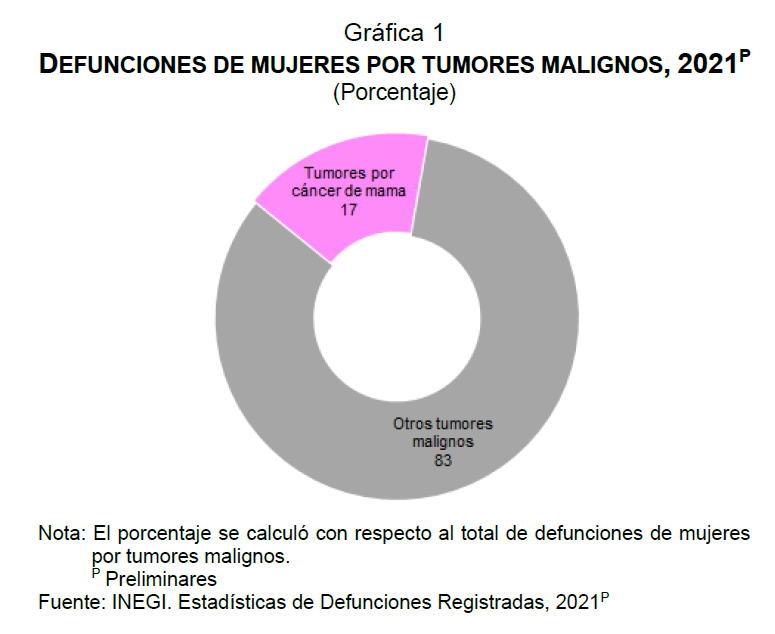 Gráfica 1
DEFUNCIONES DE MUJERES POR TUMORES MALIGNOS, 2021ᴾ
(Porcentaje)
Tumores por
cáncer de mama
17
Otros tumores
malignos
83
Nota: El porcentaje se calculó con respecto al total de defunciones de mujeres
por tumores malignos.
ᴾ Preliminares
Fuente: INEGI. Estadísticas de Defunciones Registradas, 2021ᴾ